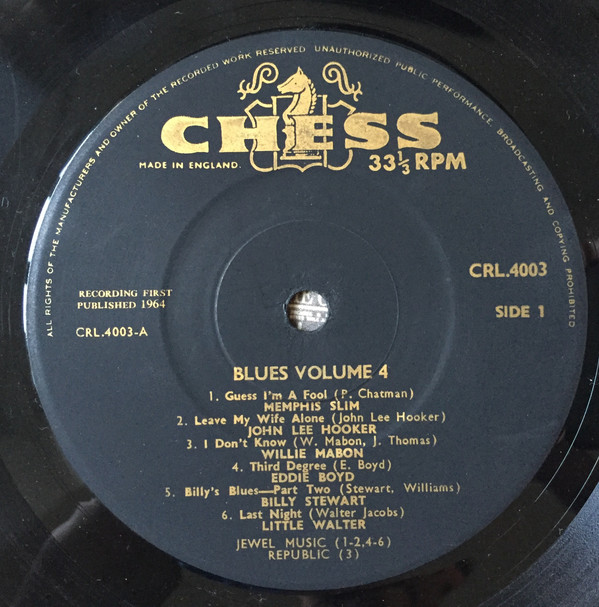 ALL RIGHTS OF THE MANUFACTURERS AND OWNER OF THE RECORDED WORK RESERVED UNAUTHORIZED PUBLIC PERFORMANCE, BROADCASTING AND COPYING PROHIBITED
CHESS
MADE IN ENGLAND.
33⅓ RPM
CRL.4003
RECORDING FIRST
PUBLISHED 1964
SIDE 1
CRL.4003-A
BLUES VOLUME 4
1. Guess I'm A Fool (P. Chatman)
MEMPHIS SLIM
2. Leave My Wife Alone (John Lee Hooker)
JOHN LEE HOOKER
3. I Don't Know (W. Mabon, J. Thomas)
WILLIE MABON
4. Third Degree (E. Boyd)
EDDIE BOYD
5. Billy's Blues—Part Two (Stewart, Williams)
BILLY STEWART
6. Last Night (Walter Jacobs)
LITTLE WALTER
JEWEL MUSIC (1-2,4-6)
REPUBLIC (3)